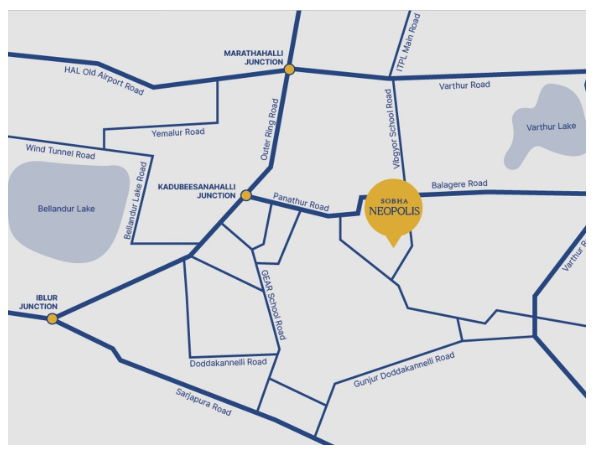 MARATHAHALLI
JUNCTION
ITPL Main Road
HAL Old Airport Road
Varthur Road
Outer Ring Road
Vibgyor School Road
Yemalur Road
Varthur Lake
Wind Tunnel Road
Bellandur Lake Road
KADUBEESANAHALLI
JUNCTION
Panathur Road
Balagere Road
SOBHA
NEOPOLIS
Bellandur Lake
Varthur R
GEAR School Road
IBLUR
JUNCTION
Doddakannelli Road
Gunjur Doddakannelli Road
Sarjapura Road